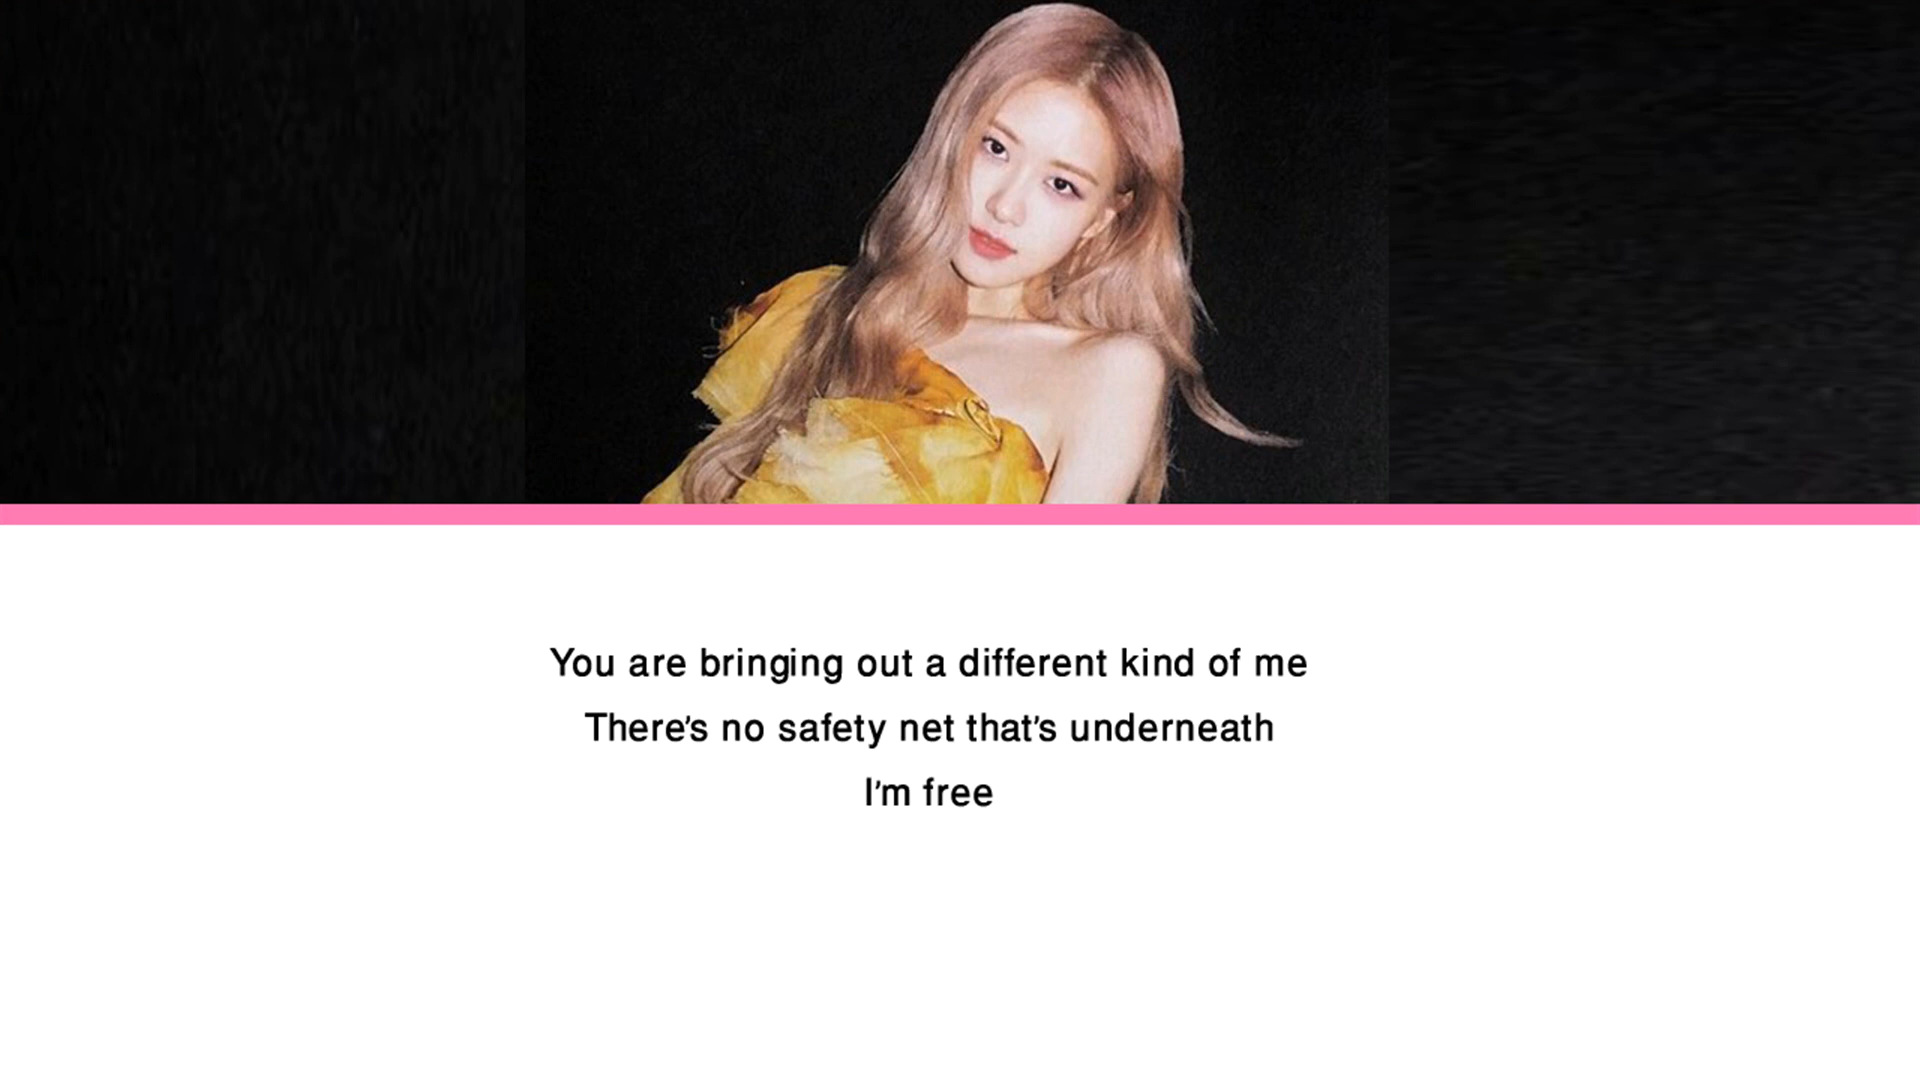 You are bringing out a different kind of me
There's no safety net that's underneath
I'm free